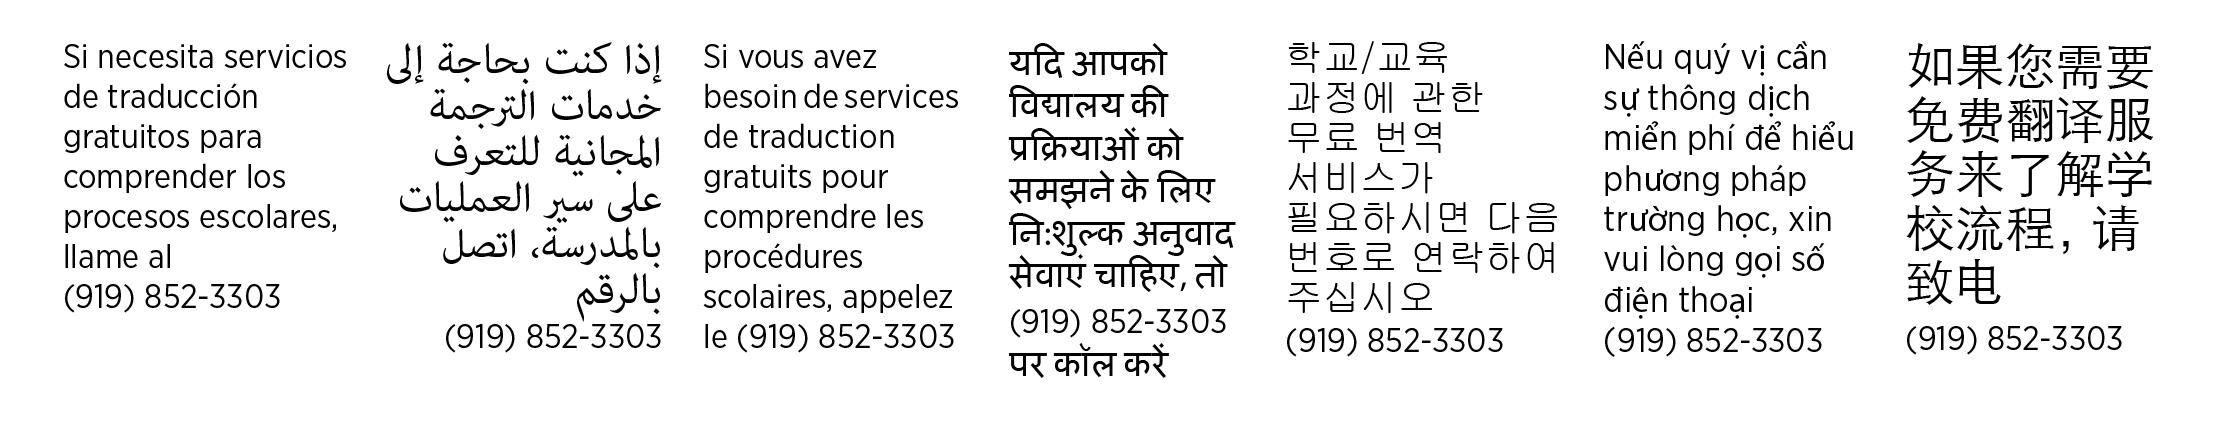 Si necesita servicios
de traducción
gratuitos para
comprender los
procesos escolares,
llame al
(919) 852-3303
إذا كنت بحاجة إلى
خدمات الترجمة
المجانية للتعرف
على سير العمليات
بالمدرسة، اتصل
بالرقم
(919) 852-3303
Si vous avez
besoin de services
de traduction
gratuits pour
comprendre les
procédures
scolaires, appelez
le (919) 852-3303
यदि आपको
विद्यालय की
प्रक्रियाओं को
समझने के लिए
निःशुल्क अनुवाद
सेवाएं चाहिए, तो
(919) 852-3303
पर कॉल करें
학교/교육
과정에 관한
무료 번역
서비스가
필요하시면 다음
번호로 연락하여
주십시오
(919) 852-3303
Nếu quý vị cần
sự thông dịch
miển phí để hiểu
phương pháp
trường học, xin
vui lòng gọi số
điện thoại
(919) 852-3303
如果您需要
免费翻译服
务来了解学
校流程, 请
致电
(919) 852-3303